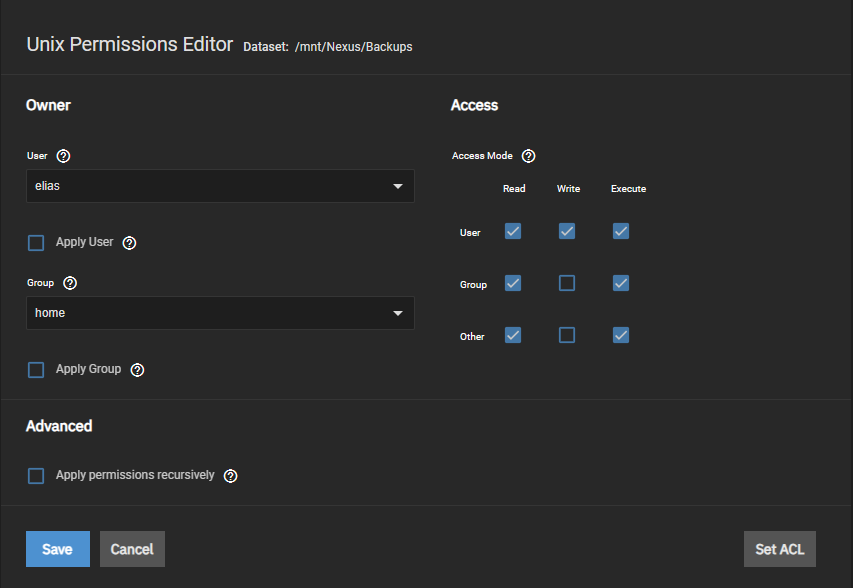 Unix Permissions Editor Dataset: /mnt/Nexus/Backups
Owner
User
elias
Apply User
Group
home
Apply Group
Access
Access Mode
Read Write Execute
User
Group
Other
Advanced
Apply permissions recursively
Save Cancel Set ACL